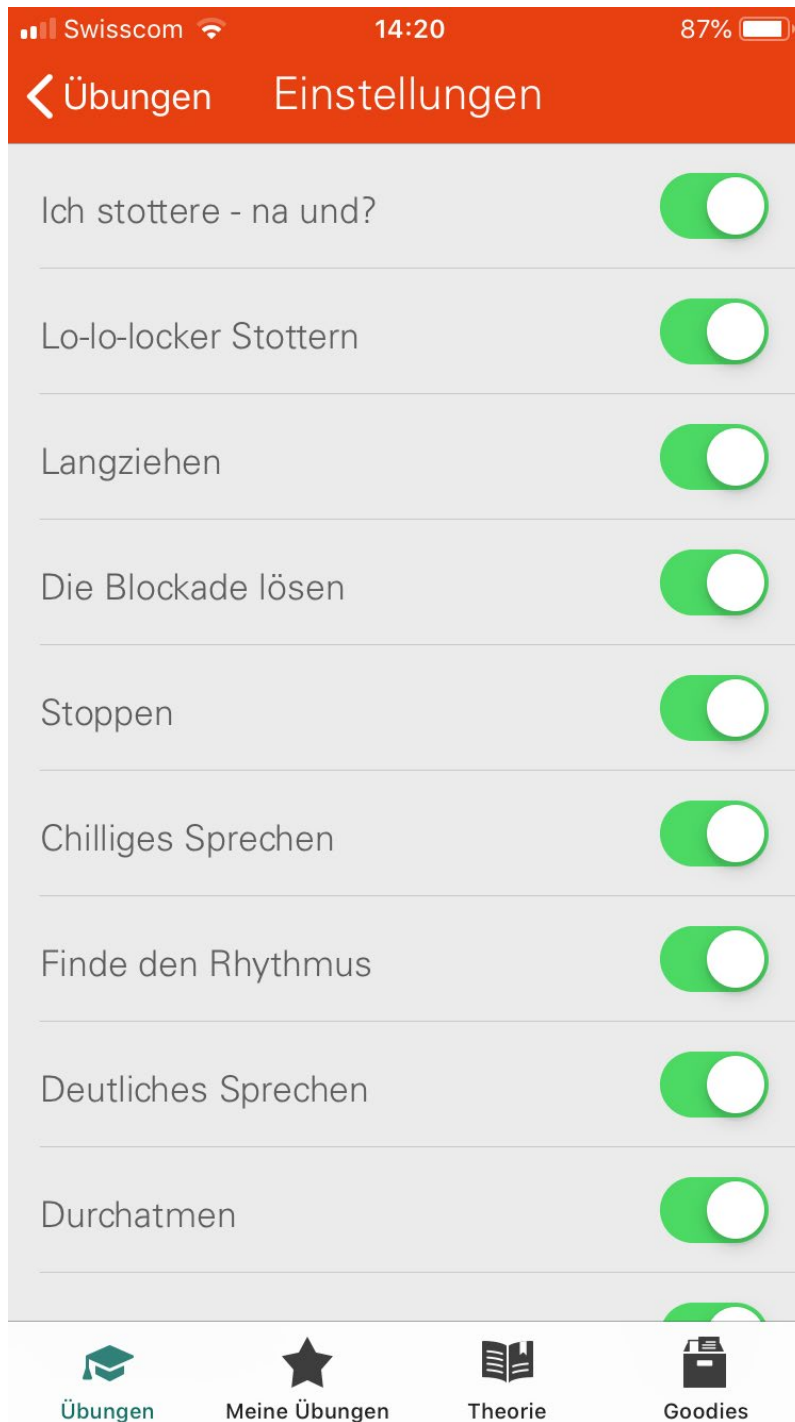 Swisscom 14:20 87%
Übungen Einstellungen
Ich stottere - na und?
Lo-lo-locker Stottern
Langziehen
Die Blockade lösen
Stoppen
Chilliges Sprechen
Finde den Rhythmus
Deutliches Sprechen
Durchatmen
Übungen Meine Übungen Theorie Goodies